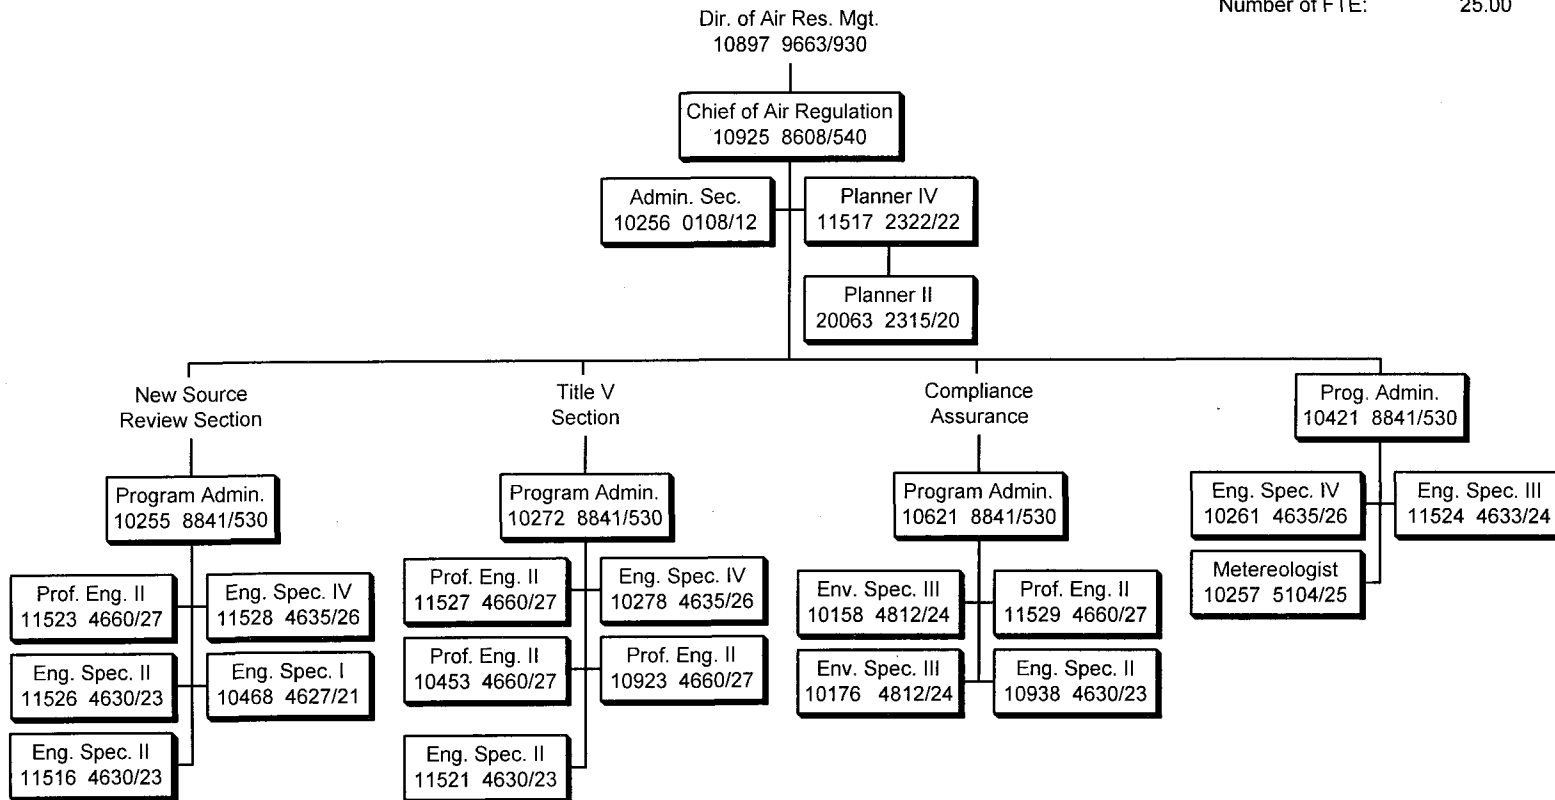 Number of FTE: 25.00
Dir. of Air Res. Mgt.
10897 9663/930
Chief of Air Regulation
10925 8608/540
Admin. Sec.
10256 0108/12
Planner IV
11517 2322/22
Planner II
20063 2315/20
New Source
Review Section
Program Admin.
10255 8841/530
Prof. Eng. II
11523 4660/27
Eng. Spec. IV
11528 4635/26
Eng. Spec. II
11526 4630/23
Eng. Spec. I
10468 4627/21
Eng. Spec. II
11516 4630/23
Title V
Section
Program Admin.
10272 8841/530
Prof. Eng. II
11527 4660/27
Eng. Spec. IV
10278 4635/26
Prof. Eng. II
10453 4660/27
Prof. Eng. II
10923 4660/27
Eng. Spec. II
11521 4630/23
Compliance
Assurance
Program Admin.
10621 8841/530
Env. Spec. III
10158 4812/24
Prof. Eng. II
11529 4660/27
Env. Spec. III
10176 4812/24
Eng. Spec. II
10938 4630/23
Prog. Admin.
10421 8841/530
Eng. Spec. IV
10261 4635/26
Eng. Spec. III
11524 4633/24
Metereologist
10257 5104/25